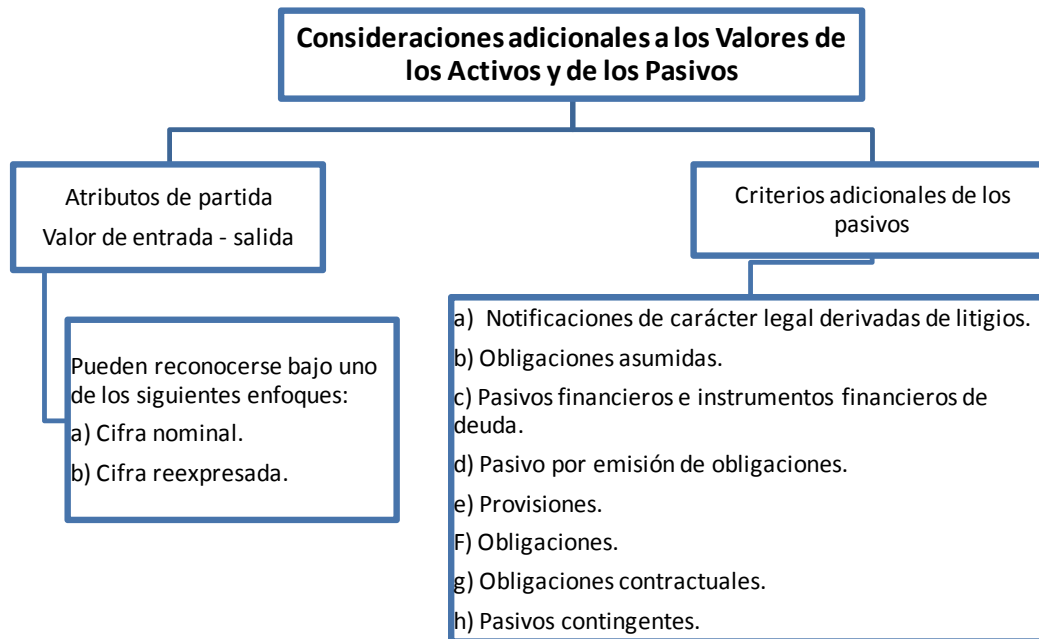 Consideraciones adicionales a los Valores de
los Activos y de los Pasivos
Atributos de partida
Valor de entrada - salida
Criterios adicionales de los
pasivos
Pueden reconocerse bajo uno
de los siguientes enfoques:
a) Cifra nominal.
b) Cifra reexpresada.
a) Notificaciones de carácter legal derivadas de litigios.
b) Obligaciones asumidas.
c) Pasivos financieros e instrumentos financieros de
deuda.
d) Pasivo por emisión de obligaciones.
e) Provisiones.
F) Obligaciones.
g) Obligaciones contractuales.
h) Pasivos contingentes.